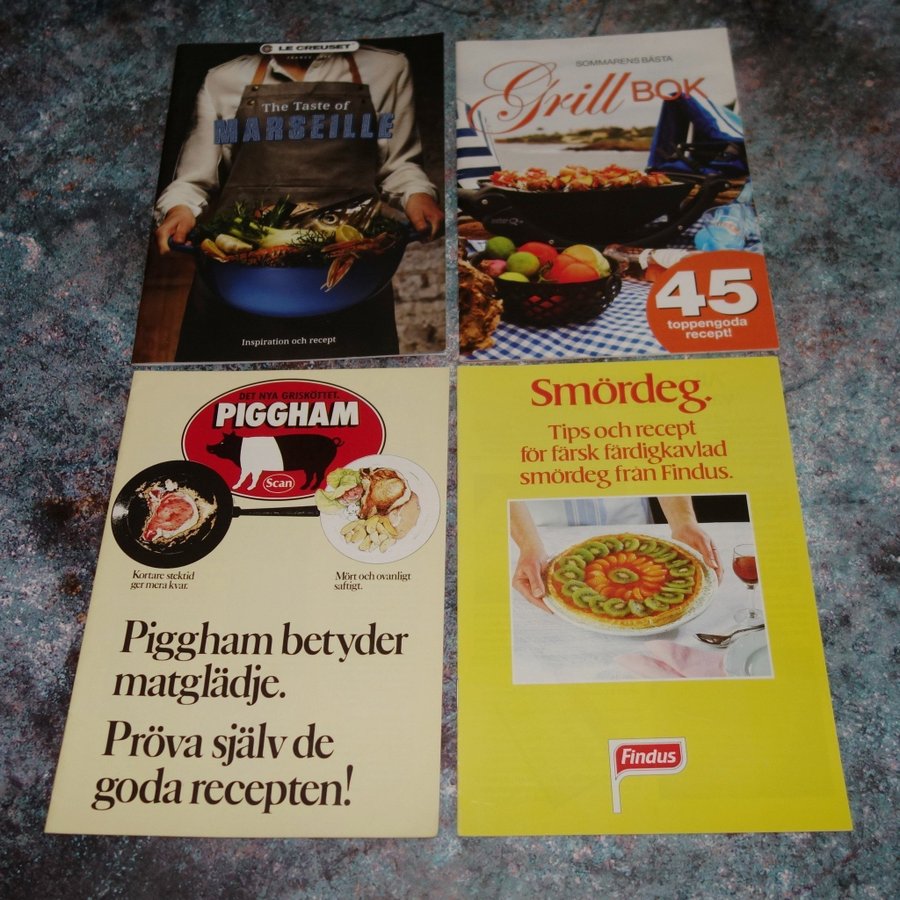 LE CREUSET
The Taste of
MARSEILLE
Inspiration och recept
SOMMARENS BÄSTA
Grill BOK
45
toppengoda
recept!
DET NYA GRISKÖTTET.
PIGGHAM
Scan
Kortare stektid
ger mera kvar.
Mört och ovanligt
saftigt.
Piggham betyder
matglädje.
Pröva själv de
goda recepten!
Smördeg.
Tips och recept
för färsk färdigkavlad
smördeg från Findus.
Findus